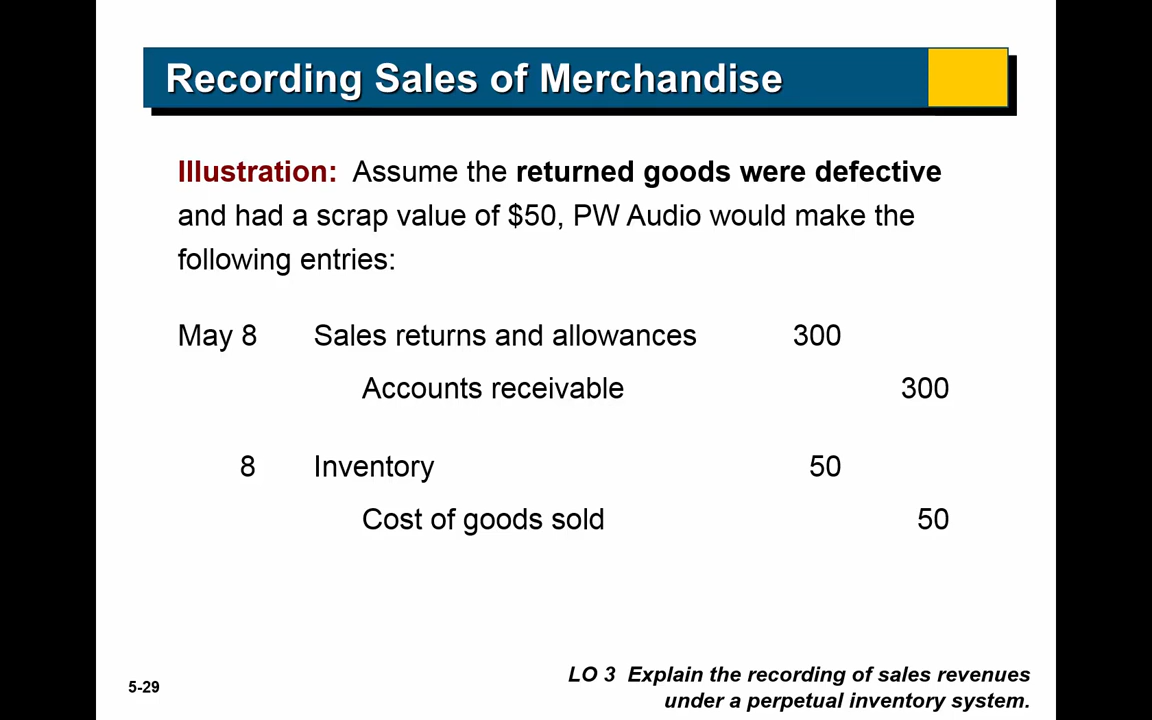 Recording Sales of Merchandise
Illustration: Assume the returned goods were defective
and had a scrap value of $50, PW Audio would make the
following entries:
May 8 Sales returns and allowances 300
Accounts receivable 300
8 Inventory 50
Cost of goods sold 50
LO 3 Explain the recording of sales revenues
5-29
under a perpetual inventory system.